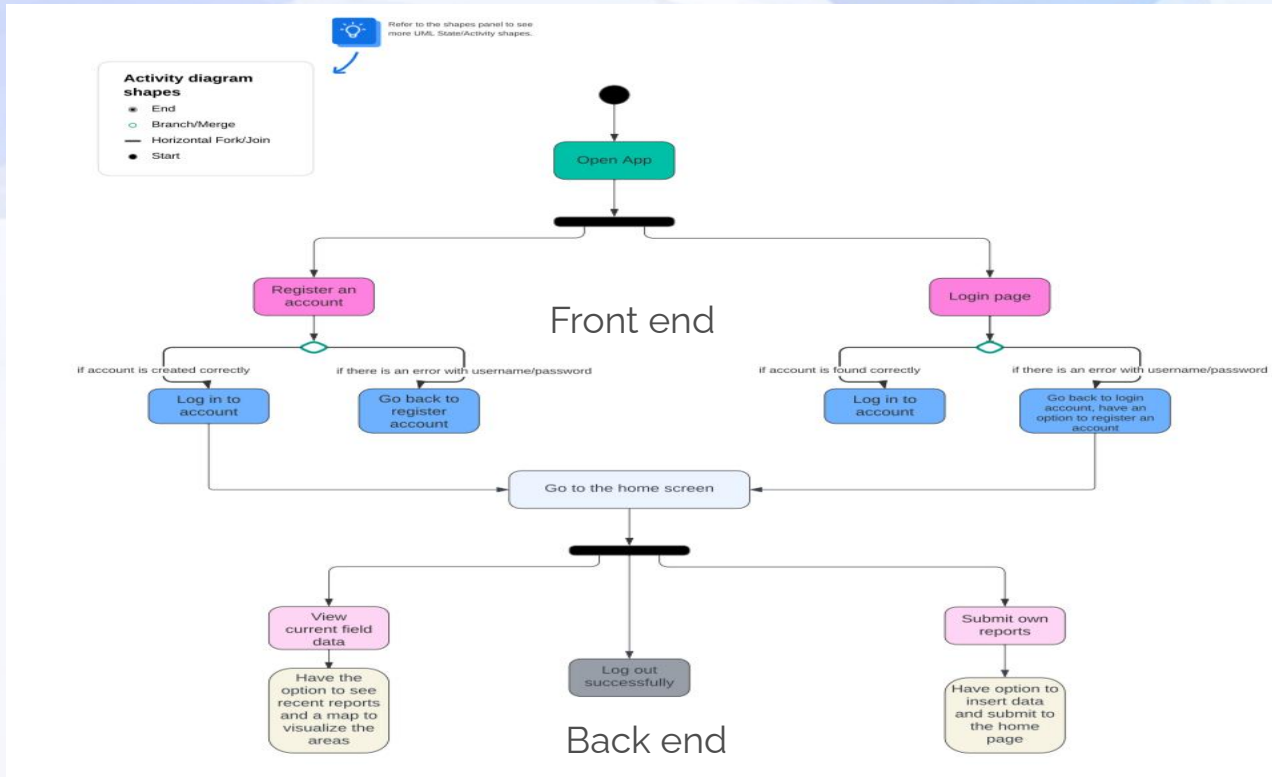 Refer to the shapes panel to see
more UML State/Activity shapes.
Activity diagram
shapes
End
Branch/Merge
Horizontal Fork/Join
Start
Open App
Register an
account
Login page
Front end
if account is created correctly
if there is an error with username/password
if account is found correctly
if there is an error with username/password
Log in to
account
Go back to
register
account
Log in to
account
Go back to login
account, have an
option to register an
account
Go to the home screen
View
current field
data
Submit own
reports
Log out
successfully
Have the
option to see
recent reports
and a map to
visualize the
areas
Have option to
insert data
and submit to
the home
page
Back end